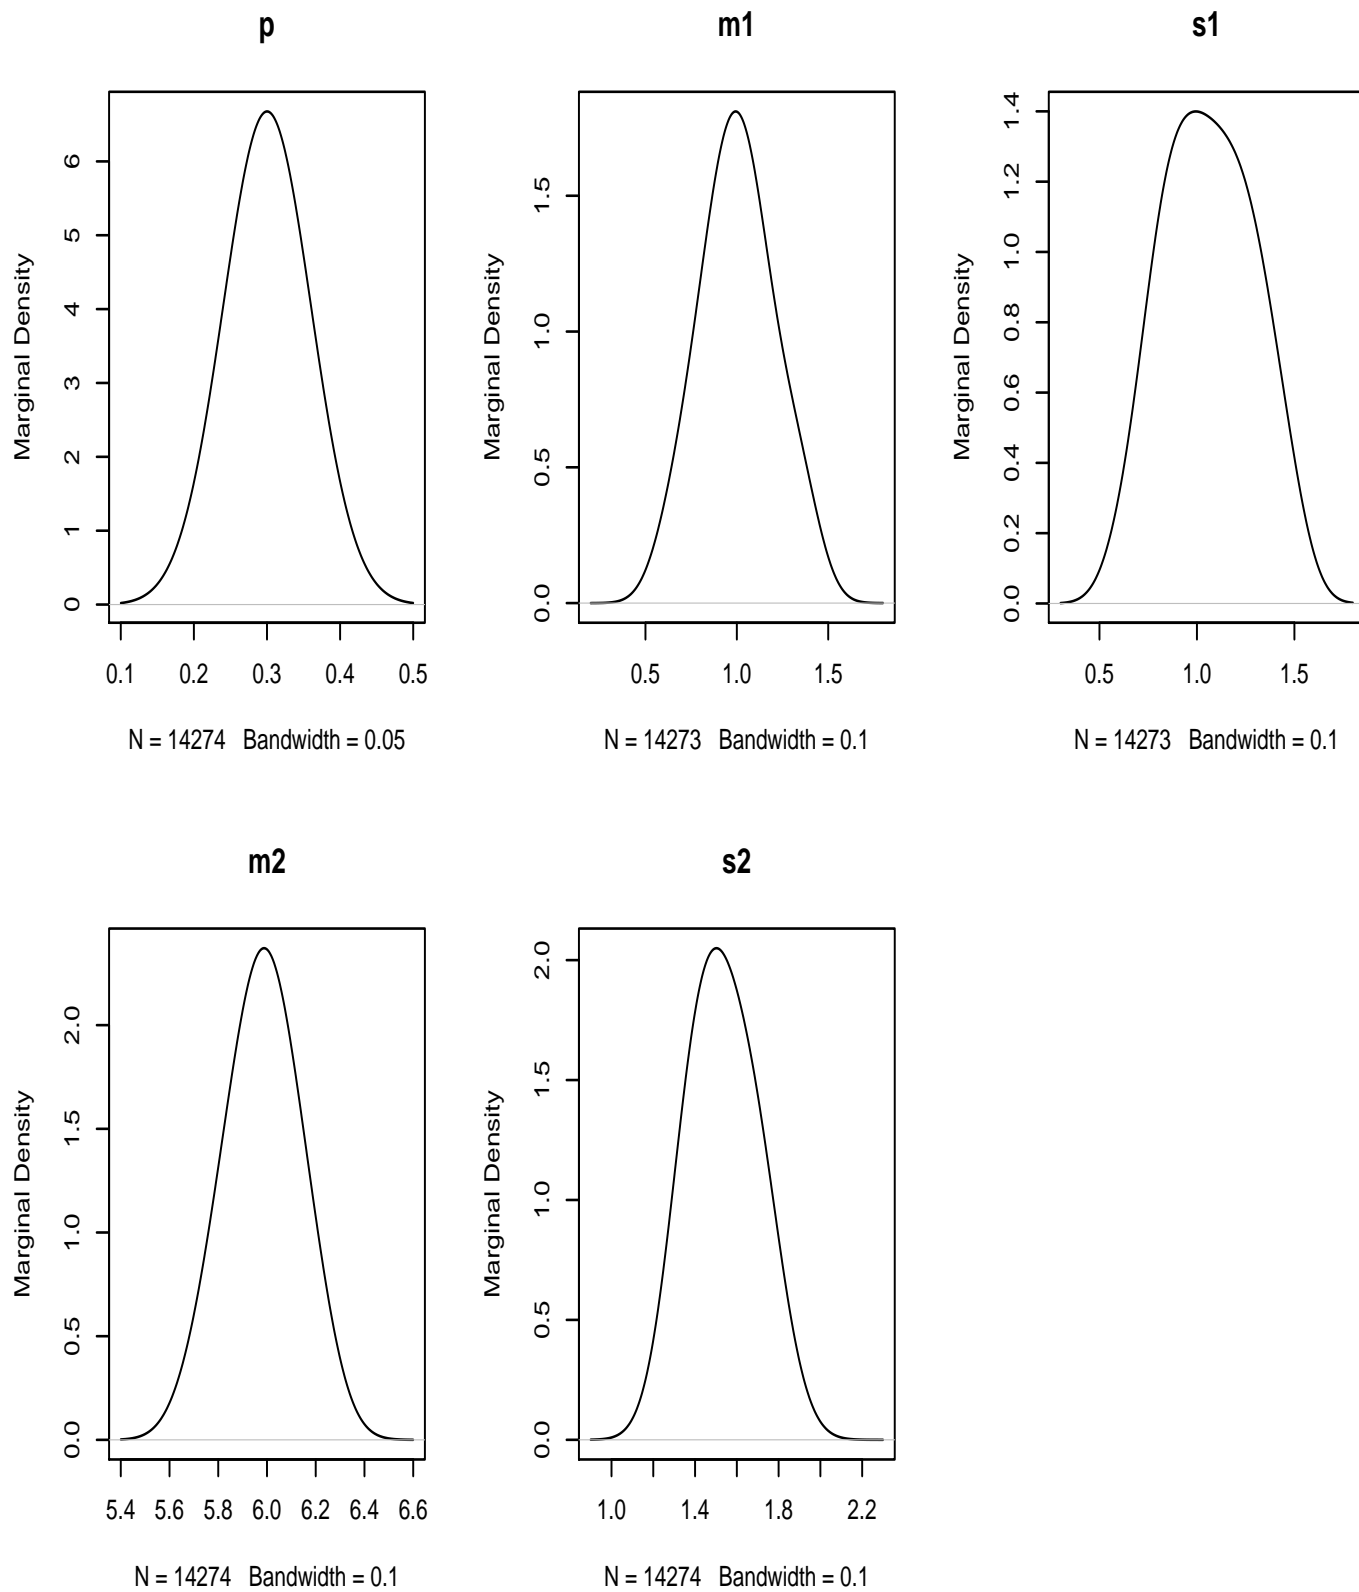 p
Marginal Density
0 1 2 3 4 5 6
0.1 0.2 0.3 0.4 0.5
N = 14274 Bandwidth = 0.05
m1
Marginal Density
0.0 0.5 1.0 1.5
0.5 1.0 1.5
N = 14273 Bandwidth = 0.1
s1
Marginal Density
0.0 0.2 0.4 0.6 0.8 1.0 1.2 1.4
0.5 1.0 1.5
N = 14273 Bandwidth = 0.1
m2
Marginal Density
0.0 0.5 1.0 1.5 2.0
5.4 5.6 5.8 6.0 6.2 6.4 6.6
N = 14274 Bandwidth = 0.1
s2
Marginal Density
0.0 0.5 1.0 1.5 2.0
1.0 1.4 1.8 2.2
N = 14274 Bandwidth = 0.1